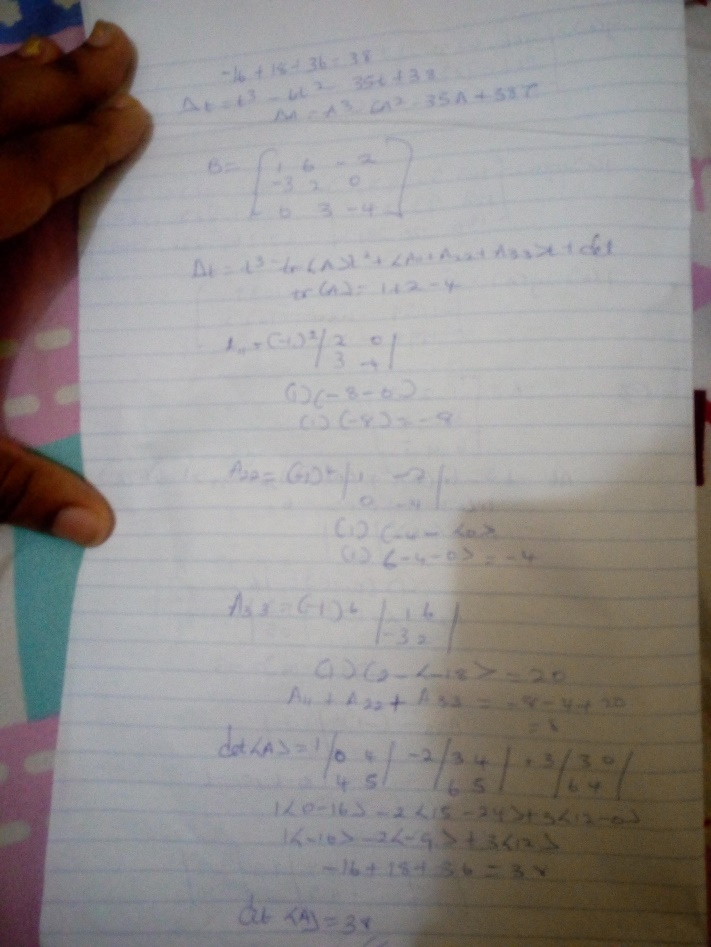 -16 + 18 + 36 = 38
Δt = t³ - 6t² - 35t + 38
ΔA = A³ - 6A² - 35A + 38I
B = [ 1 6 -2
-3 2 0
0 3 -4 ]
Δt = t³ - tr(A)t² + (A₁₁ + A₂₂ + A₃₃)t + det
tr(A) = 1 + 2 - 4
A₁₁ = (-1)² | 2 0 |
3 -4
(1)(-8 - 0)
(1)(-8) = -8
A₂₂ = (-1)⁴ | 1 -2 |
0 -4
(1)(-4 - (0)
(1)(-4 - 0) = -4
A₃₃ = (-1)6 | 1 6 |
-3 2
(1)(2 - (-18) = 20
A₁₁ + A₂₂ + A₃₃ = -8 - 4 + 20
= 8
det(A) = 1 | 0 4 | -2 | 3 4 | + 3 | 3 0 |
4 5 6 5 6 4
1(0 - 16) - 2(15 - 24) + 3(12 - 0)
1(-16) - 2(-9) + 3(12)
-16 + 18 + 36 = 38
det (A) = 38